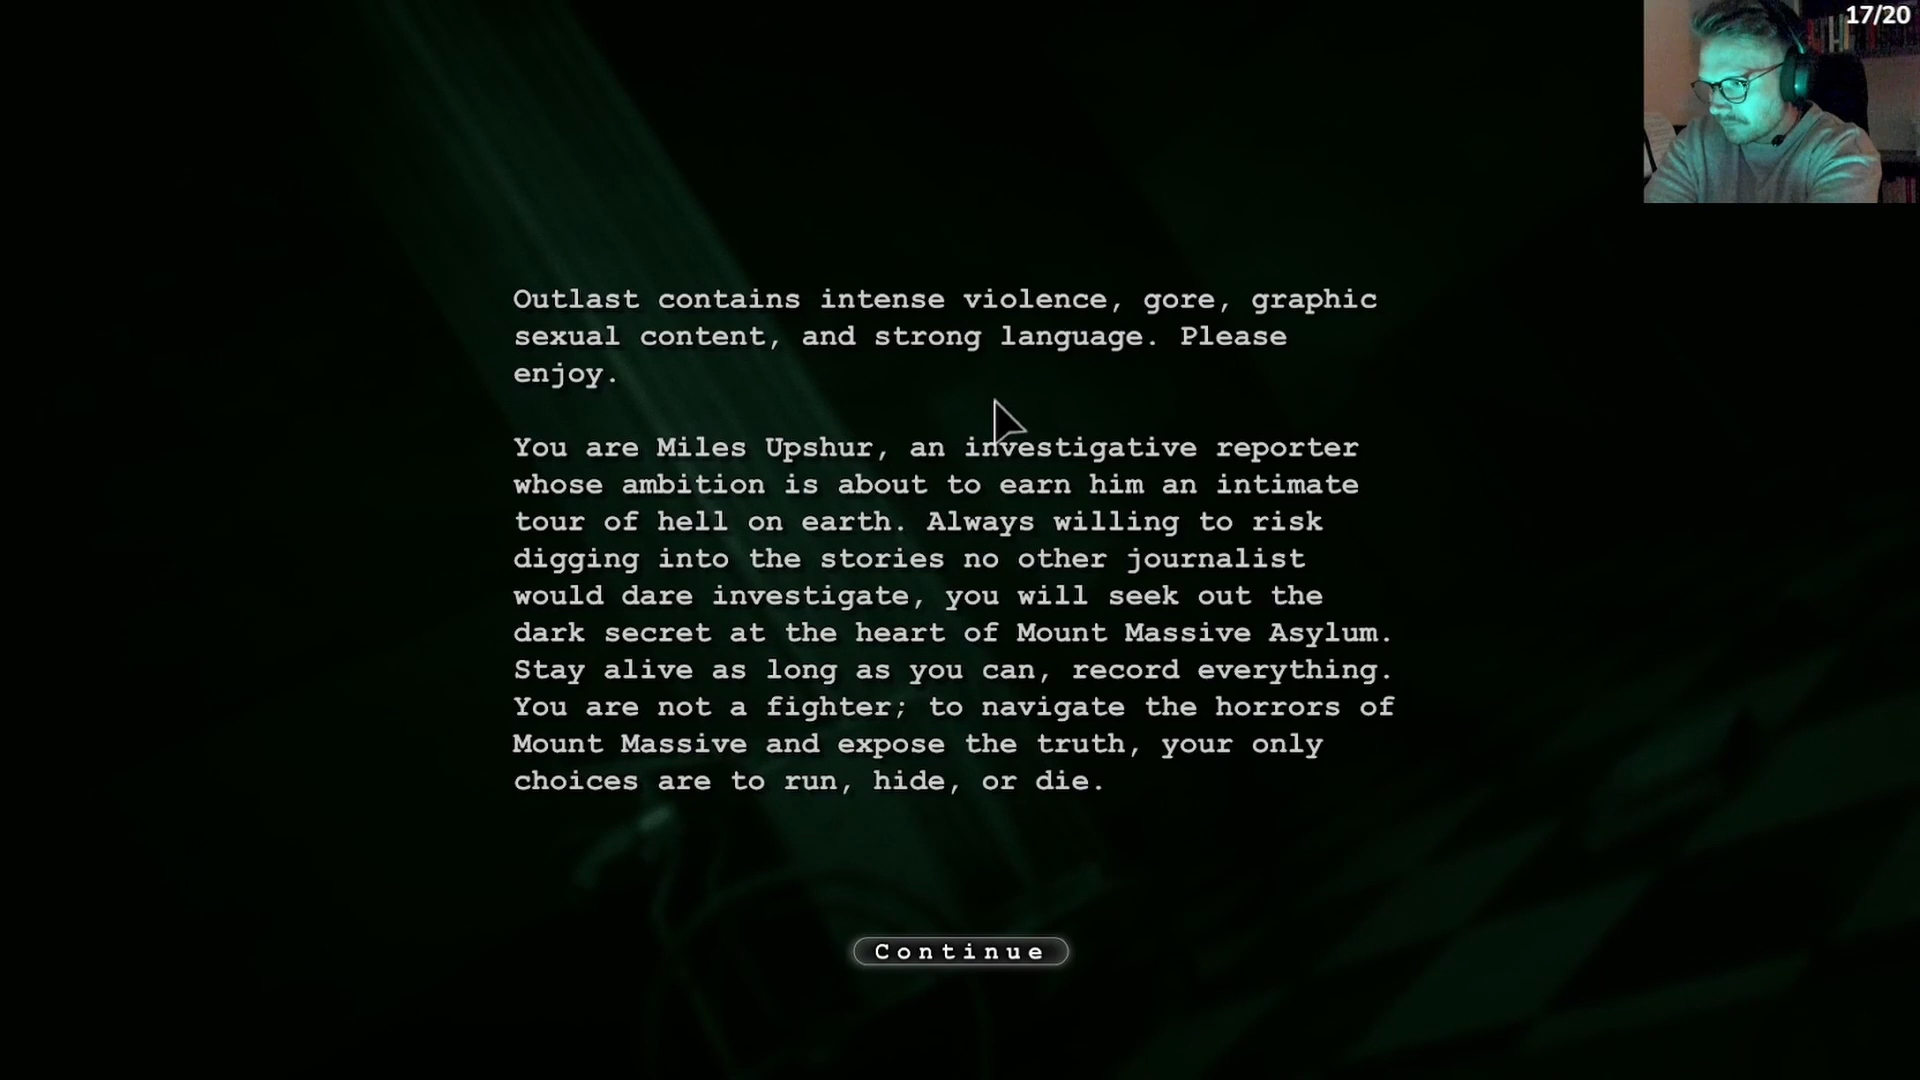 17/20
Outlast contains intense violence, gore, graphic
sexual content, and strong language. Please
enjoy.
You are Miles Upshur, an investigative reporter
whose ambition is about to earn him an intimate
tour of hell on earth. Always willing to risk
digging into the stories no other journalist
would dare investigate, you will seek out the
dark secret at the heart of Mount Massive Asylum.
Stay alive as long as you can, record everything.
You are not a fighter; to navigate the horrors of
Mount Massive and expose the truth, your only
choices are to run, hide, or die.
Continue